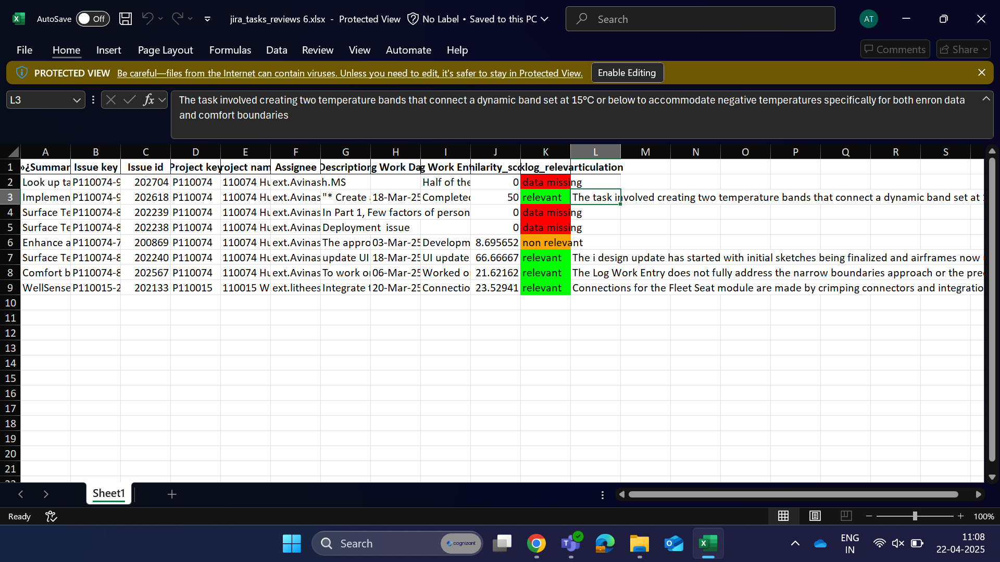 AutoSave Off jira_tasks_reviews 6.xlsx - Protected View No Label • Saved to this PC Search AT
File Home Insert Page Layout Formulas Data Review View Automate Help Comments Share
PROTECTED VIEW Be careful—files from the Internet can contain viruses. Unless you need to edit, it's safer to stay in Protected View. Enable Editing
L3 fx The task involved creating two temperature bands that connect a dynamic band set at 15°C or below to accommodate negative temperatures specifically for both enron data
and comfort boundaries
A B C D E F G H I J K L M N O P Q R S
1 »¿Summar Issue key Issue id Project key roject nam Assignee Description g Work Da g Work En nilarity_sco klog_relevar articulation
2 Look up ta P110074-9 202704 P110074 110074 Hu ext.Avinash.MS Half of the 0 data missing
3 Implemen P110074-9 202618 P110074 110074 Hu ext.Avinas "* Create 18-Mar-25 Completed 50 relevant The task involved creating two temperature bands that connect a dynamic band set at
4 Surface Te P110074-8 202239 P110074 110074 Hu ext.Avinas In Part 1, Few factors of person 0 data missing
5 Surface Te P110074-8 202238 P110074 110074 Hu ext.Avinas Deployment issue 0 data missing
6 Enhance a P110074-7 200869 P110074 110074 Hu ext.Avinas The appro 03-Mar-25 Developm 8.695652 non relevant
7 Surface Te P110074-8 202240 P110074 110074 Hu ext.Avinas update UI 18-Mar-25 UI update 66.66667 relevant The i design update has started with initial sketches being finalized and airframes now
8 Comfort b P110074-8 202567 P110074 110074 Hu ext.Avinas To work o 06-Mar-25 Worked o 21.62162 relevant The Log Work Entry does not fully address the narrow boundaries approach or the pre
9 WellSense P110015-2 202133 P110015 110015 W ext.lithees Integrate t 20-Mar-25 Connectio 23.52941 relevant Connections for the Fleet Seat module are made by crimping connectors and integratio
10
11
12
13
14
15
16
17
18
19
20
21
Sheet1
Ready 100%
Search cognizant ENG 11:08
IN 22-04-2025